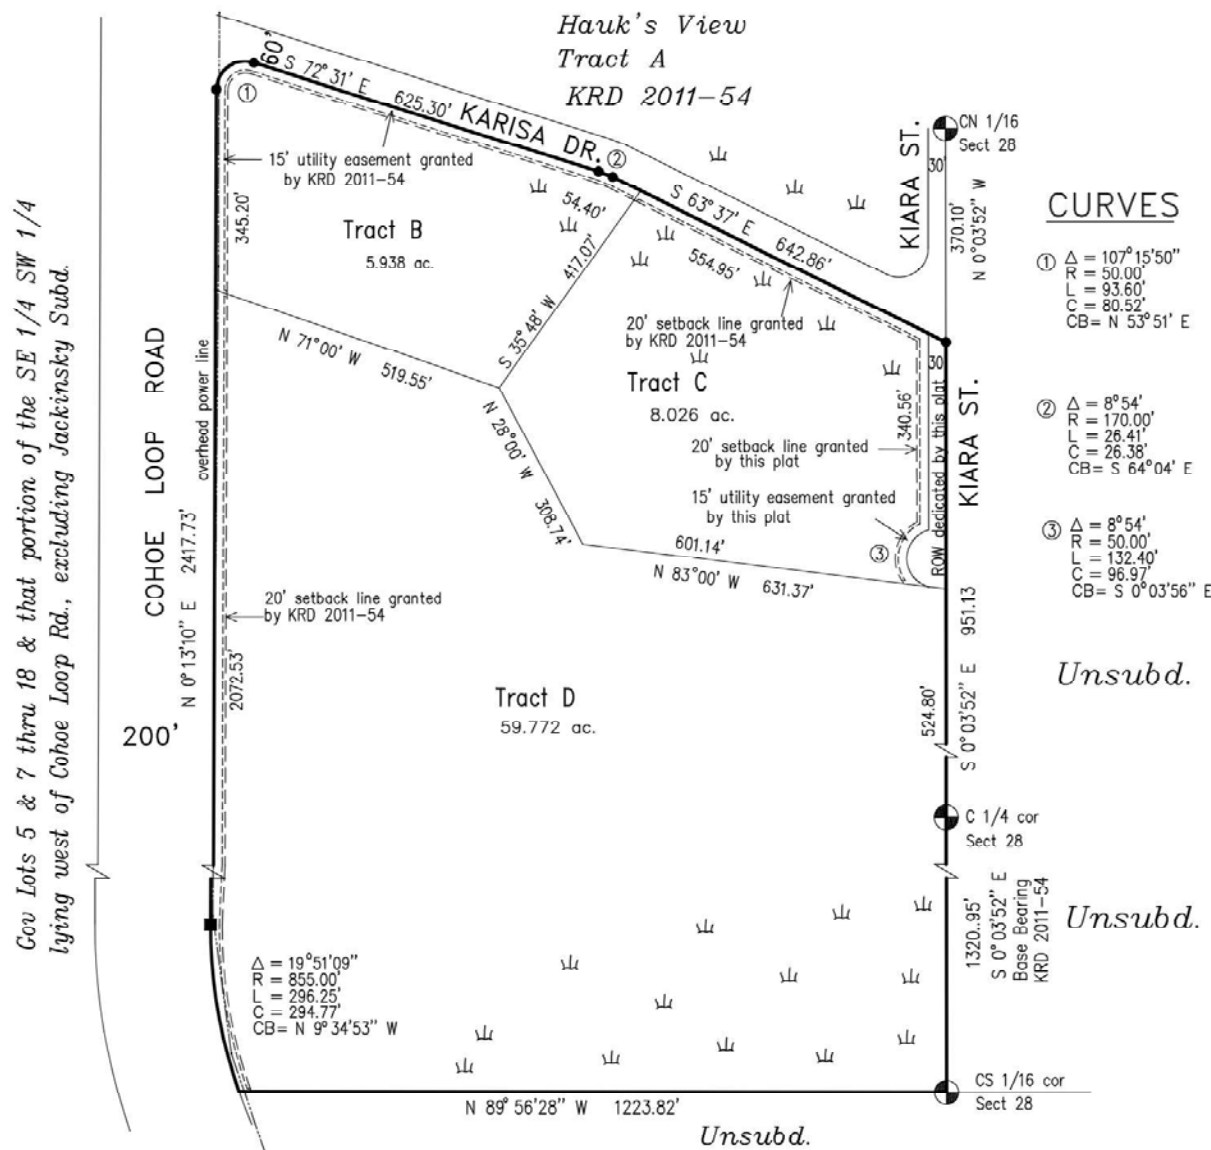 Hauk's View
Tract A
KRD 2011-54
60'
S 72°31' E 625.30'
KARISA DR.
①
②
15' utility easement granted
by KRD 2011-54
345.20'
Tract B
5.938 ac.
54.40'
S 35°48' W 417.07'
S 63°37' E 642.86'
554.95'
KIARA ST.
30'
CN 1/16
Sect 28
370.10'
N 0°03'52" W
20' setback line granted
by KRD 2011-54
Tract C
8.026 ac.
30'
340.56'
20' setback line granted
by this plat
15' utility easement granted
by this plat
③
ROW dedicated by this plat
KIARA ST.
N 71°00' W 519.55'
N 28°00' W 308.74'
601.14'
N 83°00' W 631.37'
Gov Lots 5 & 7 thru 18 & that portion of the SE 1/4 SW 1/4
lying west of Cohoe Loop Rd., excluding Jackinsky Subd.
COHOE LOOP ROAD
200'
N 0°13'10" E 2417.73'
overhead power line
20' setback line granted
by KRD 2011-54
2072.53'
Tract D
59.772 ac.
524.80'
S 0°03'52" E 951.13
C 1/4 cor
Sect 28
1320..95'
S 0°03'52" E
Base Bearing
KRD 2011-54
Δ = 19°51'09"
R = 855.00'
L = 296.25'
C = 294.77'
CB= N 9°34'53" W
CS 1/16 cor
Sect 28
N 89°56'28" W 1223.82'
Unsubd.
CURVES
① Δ = 107°15'50"
R = 50.00'
L = 93.60'
C = 80.52'
CB= N 53°51' E
② Δ = 8°54'
R = 170.00'
L = 26.41'
C = 26.38'
CB= S 64°04' E
③ Δ = 8°54'
R = 50.00'
L = 132.40'
C = 96.97'
CB= S 0°03'56" E
Unsubd.
Unsubd.